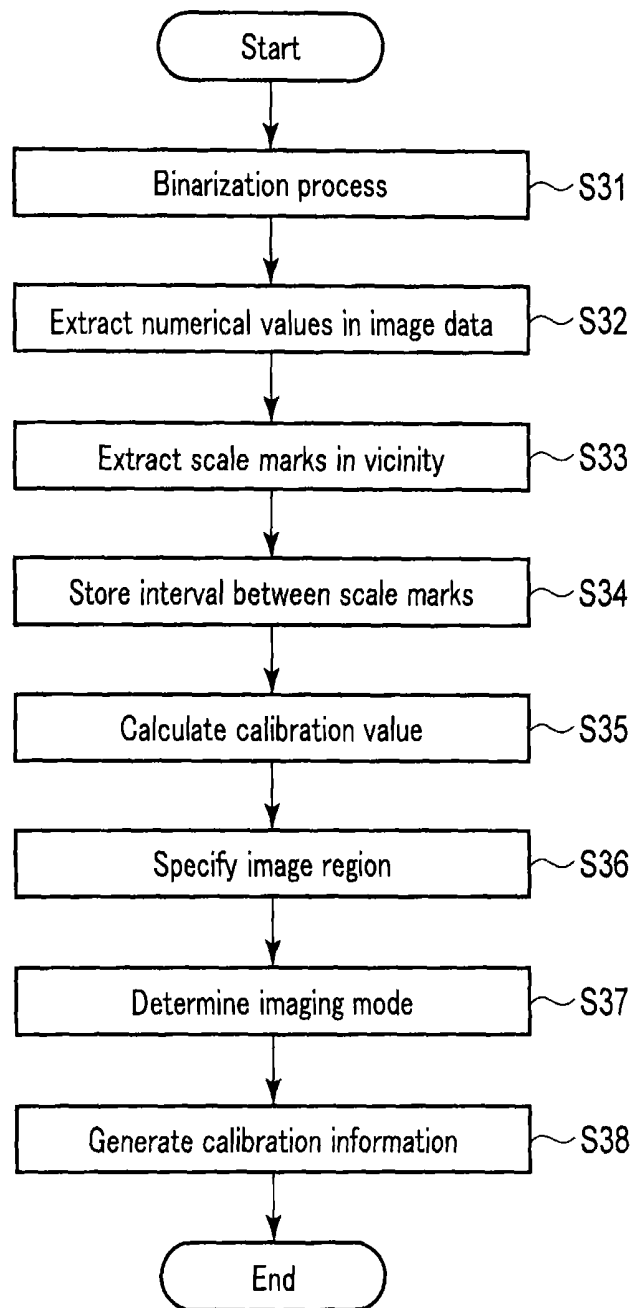 Start
Binarization process
S31
Extract numerical values in image data
S32
Extract scale marks in vicinity
S33
Store interval between scale marks
S34
Calculate calibration value
S35
Specify image region
S36
Determine imaging mode
S37
Generate calibration information
S38
End